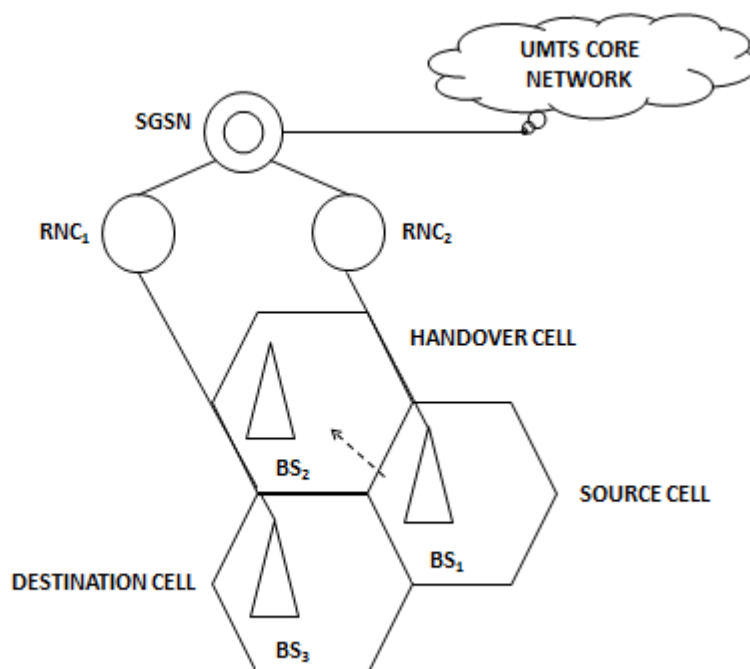 UMTS CORE
NETWORK
SGSN
RNC₁
RNC₂
HANDOVER CELL
BS₂
SOURCE CELL
BS₁
DESTINATION CELL
BS₃